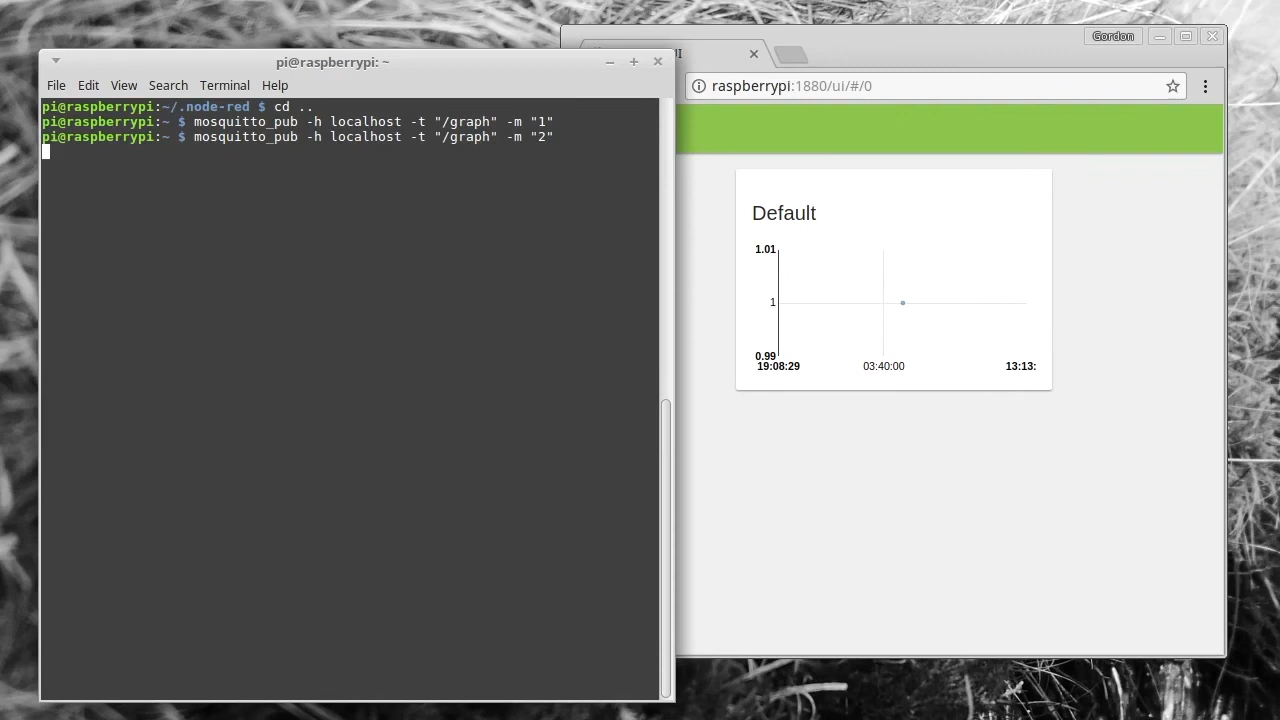 Gordon
UI
pi@raspberrypi: ~
File Edit View Search Terminal Help
raspberrypi:1880/ui/#/0
pi@raspberrypi:~/.node-red $ cd ..
pi@raspberrypi:~ $ mosquitto_pub -h localhost -t "/graph" -m "1"
pi@raspberrypi:~ $ mosquitto_pub -h localhost -t "/graph" -m "2"
Default
1.01
1
0.99
19:08:29 03:40:00 13:13: